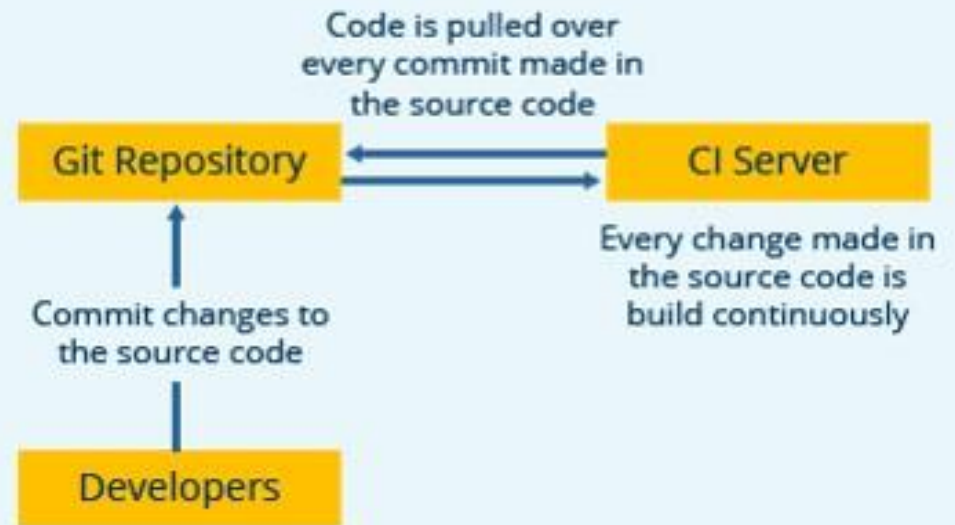 Code is pulled over
every commit made in
the source code
Git Repository
CI Server
Every change made in
the source code is
build continuously
Commit changes to
the source code
Developers